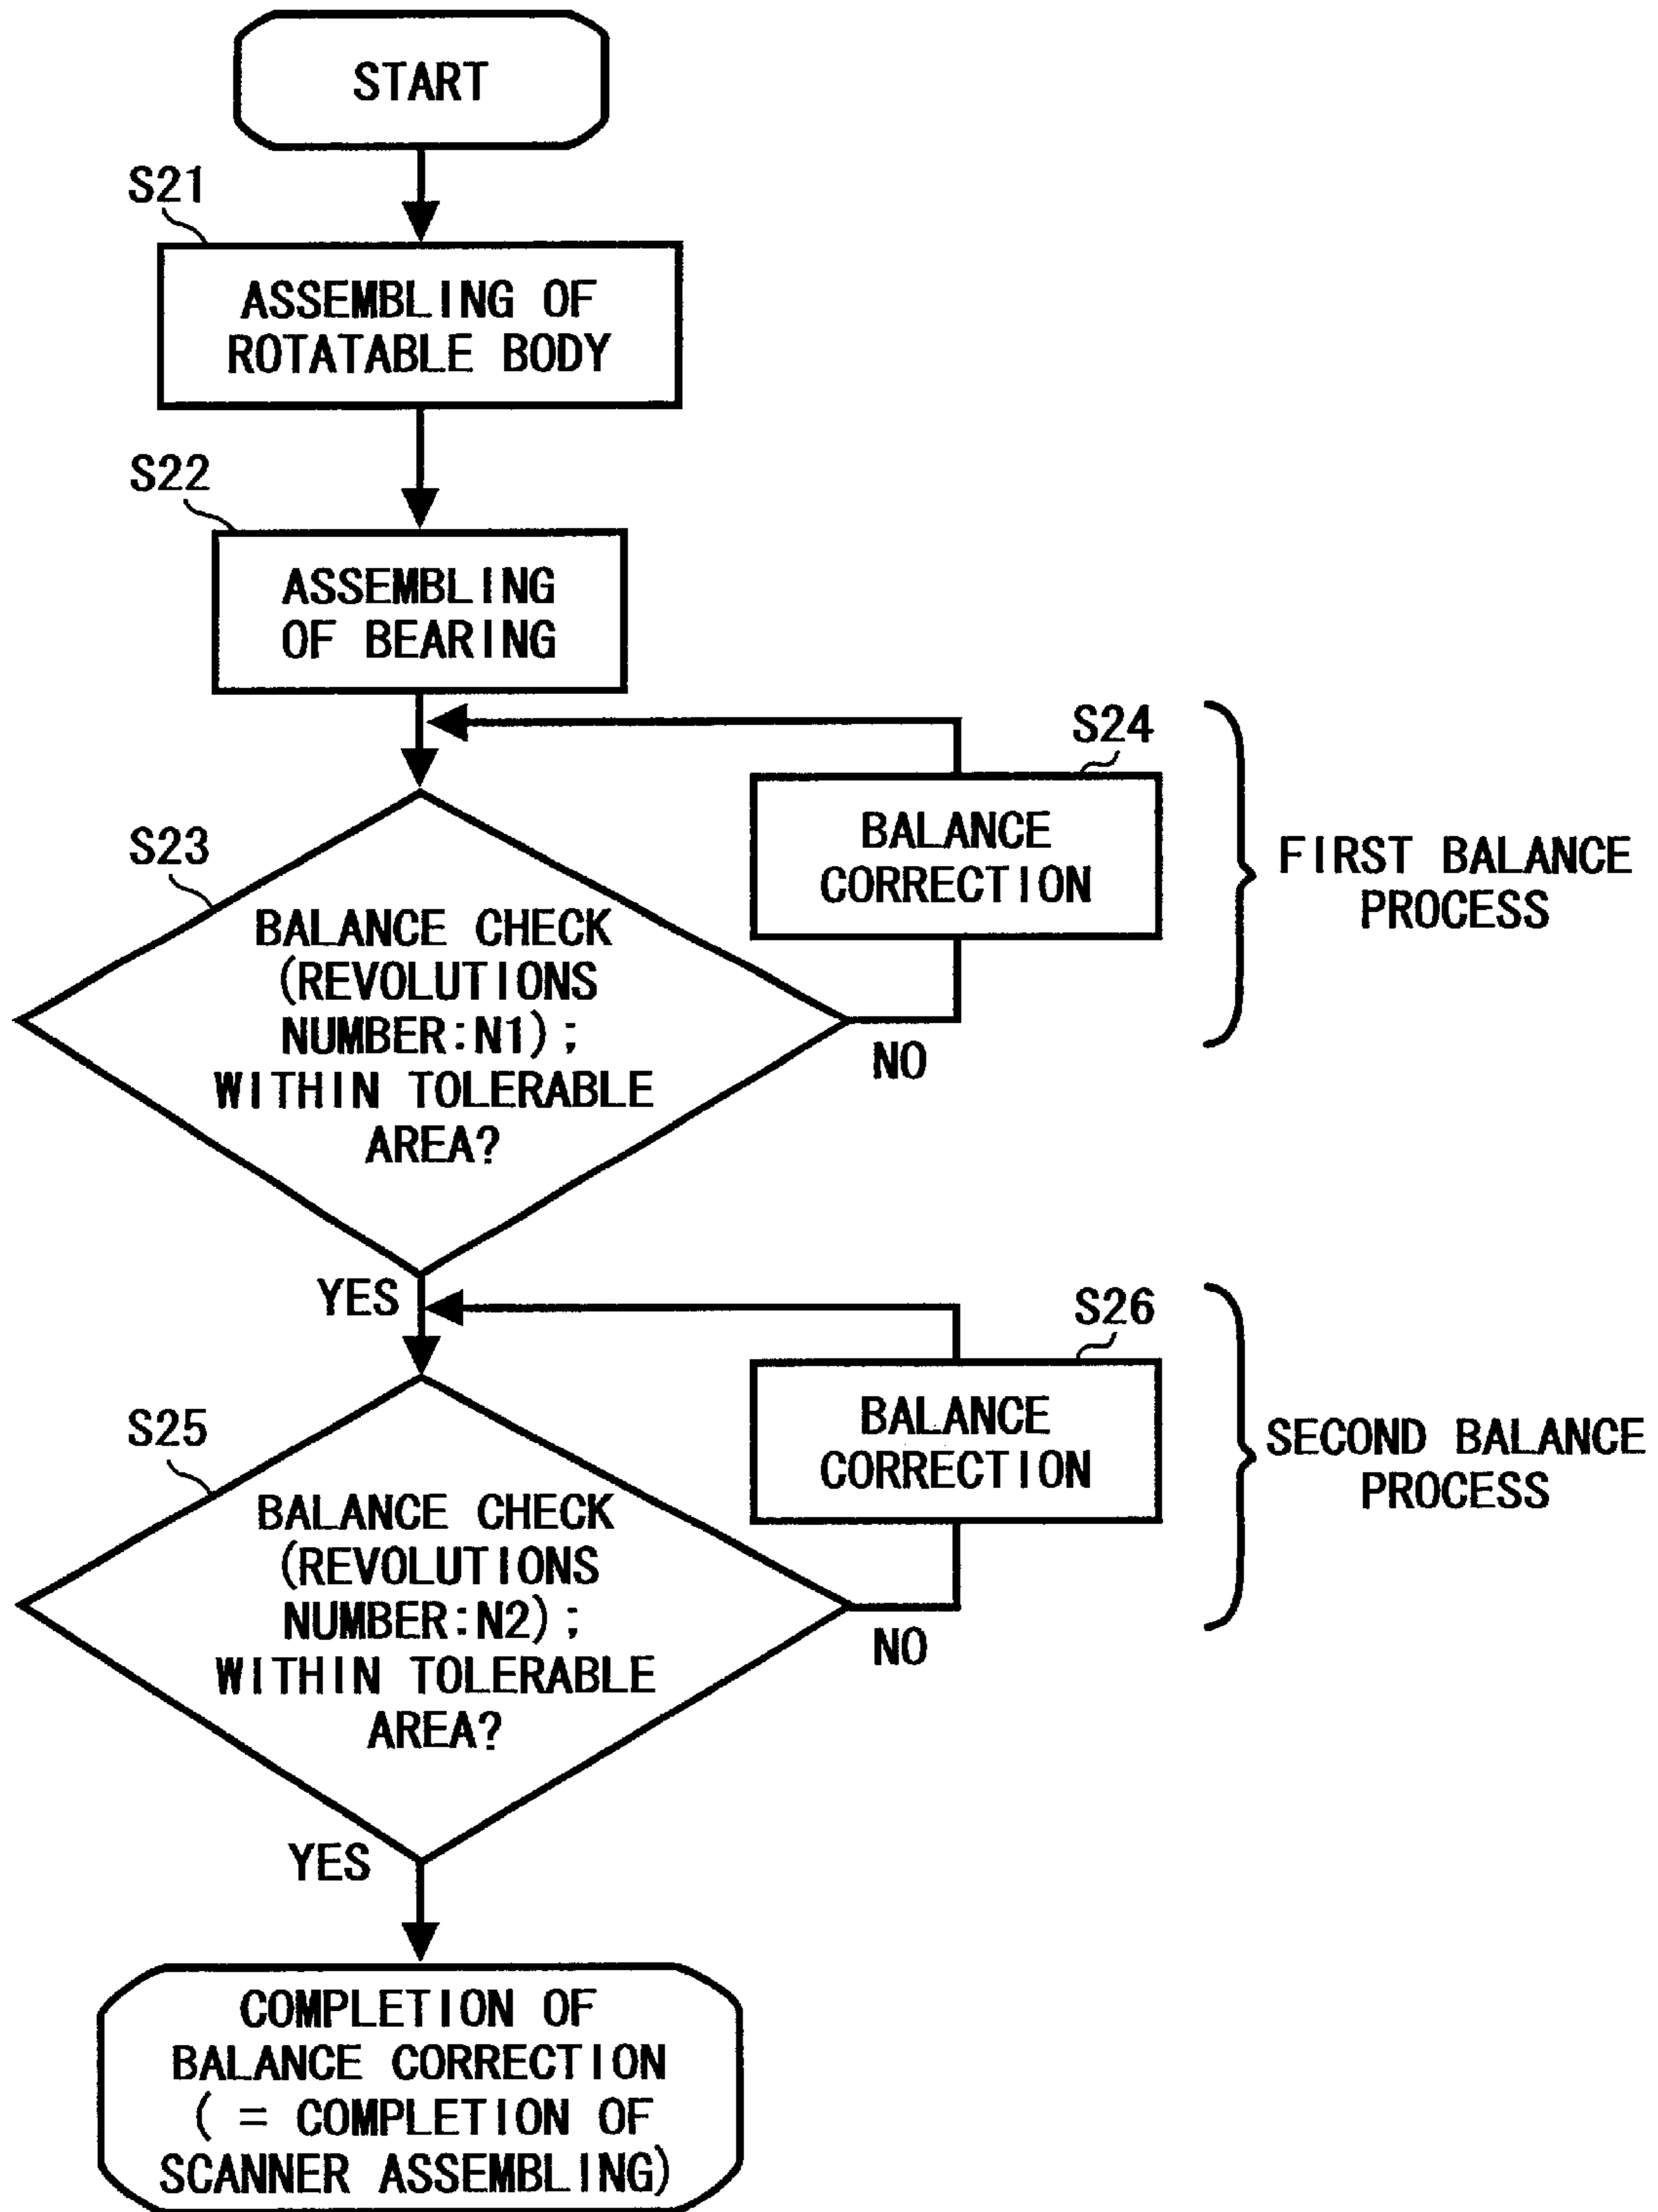 START
S21
ASSEMBLING OF
ROTATABLE BODY
S22
ASSEMBLING
OF BEARING
S24
BALANCE
CORRECTION
FIRST BALANCE
PROCESS
S23
BALANCE CHECK
(REVOLUTIONS
NUMBER:N1);
WITHIN TOLERABLE
AREA?
NO
YES
S26
BALANCE
CORRECTION
SECOND BALANCE
PROCESS
S25
BALANCE CHECK
(REVOLUTIONS
NUMBER:N2);
WITHIN TOLERABLE
AREA?
NO
YES
COMPLETION OF
BALANCE CORRECTION
( = COMPLETION OF
SCANNER ASSEMBLING)